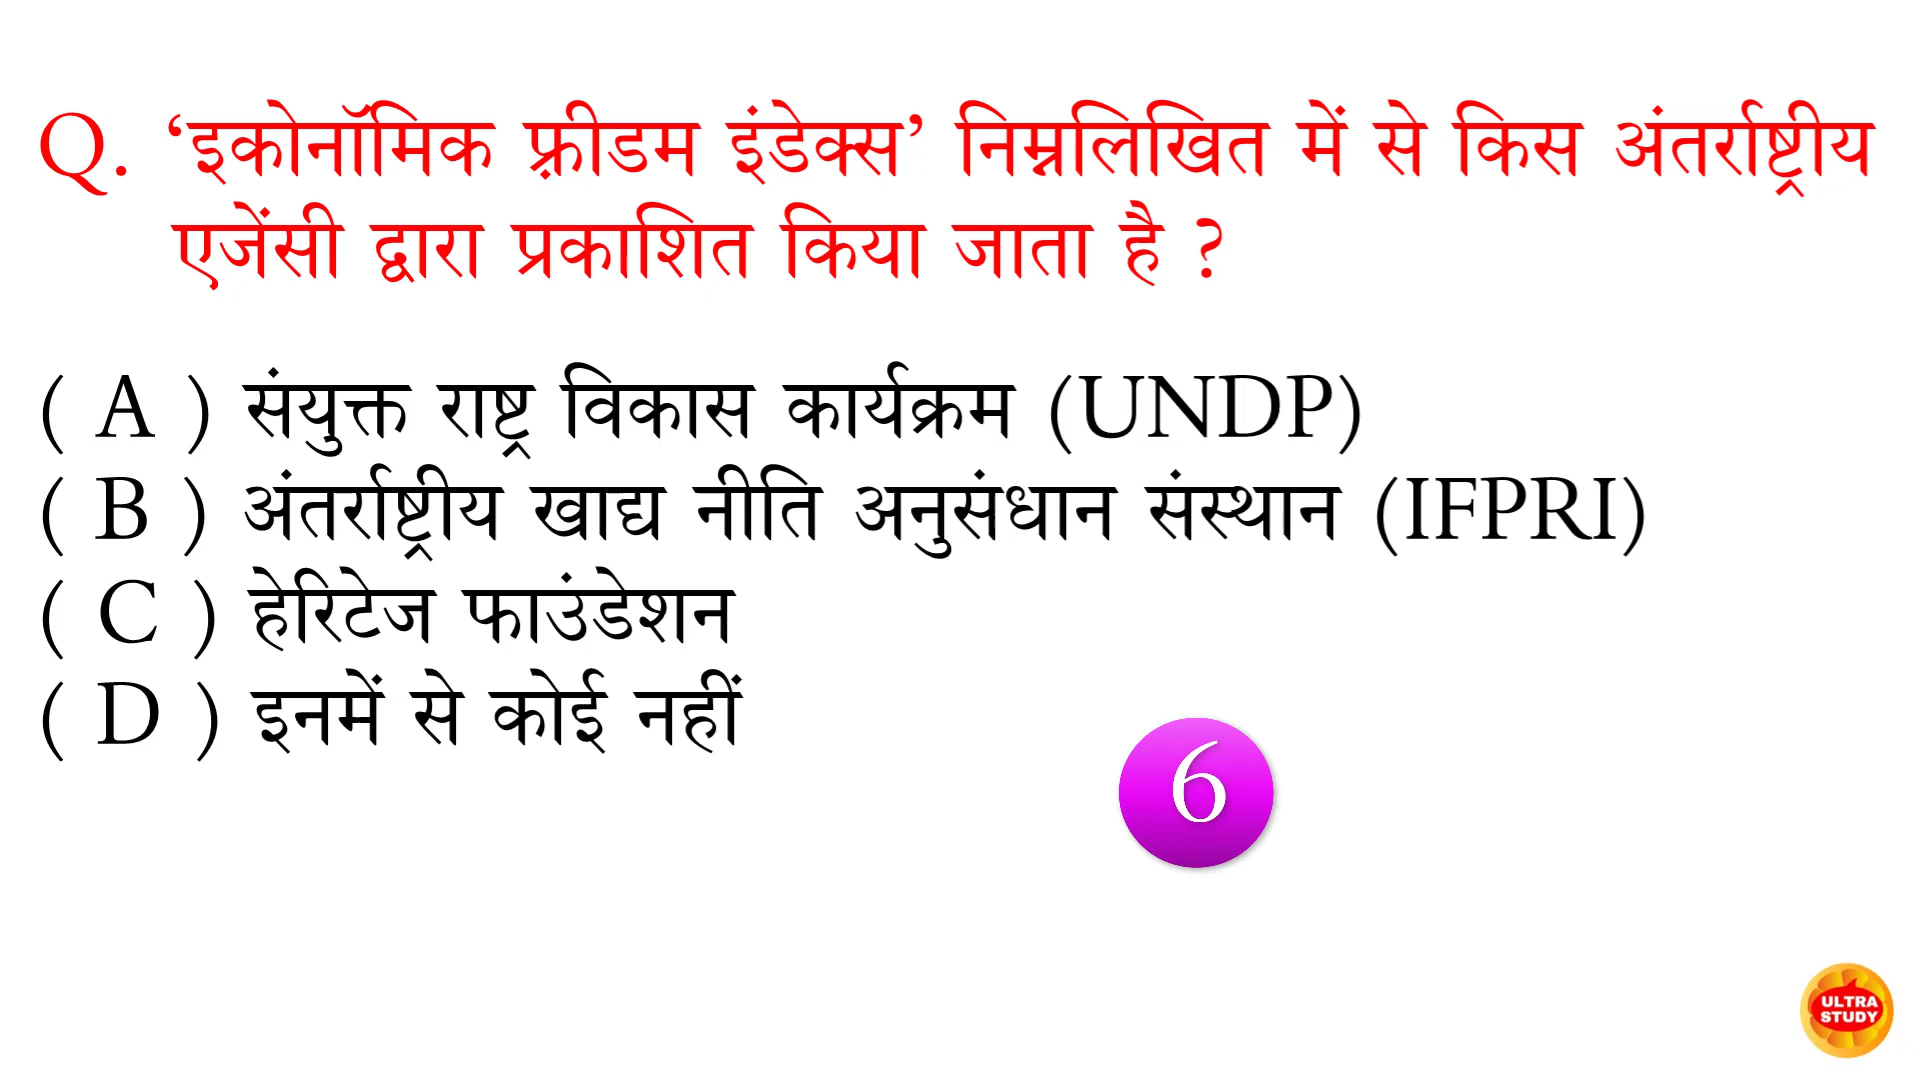 Q. ‘इकोनॉमिक फ़्रीडम इंडेक्स’ निम्नलिखित में से किस अंतर्राष्ट्रीय
एजेंसी द्वारा प्रकाशित किया जाता है ?
( A ) संयुक्त राष्ट्र विकास कार्यक्रम (UNDP)
( B ) अंतर्राष्ट्रीय खाद्य नीति अनुसंधान संस्थान (IFPRI)
( C ) हेरिटेज फाउंडेशन
( D ) इनमें से कोई नहीं
6
ULTRA
STUDY